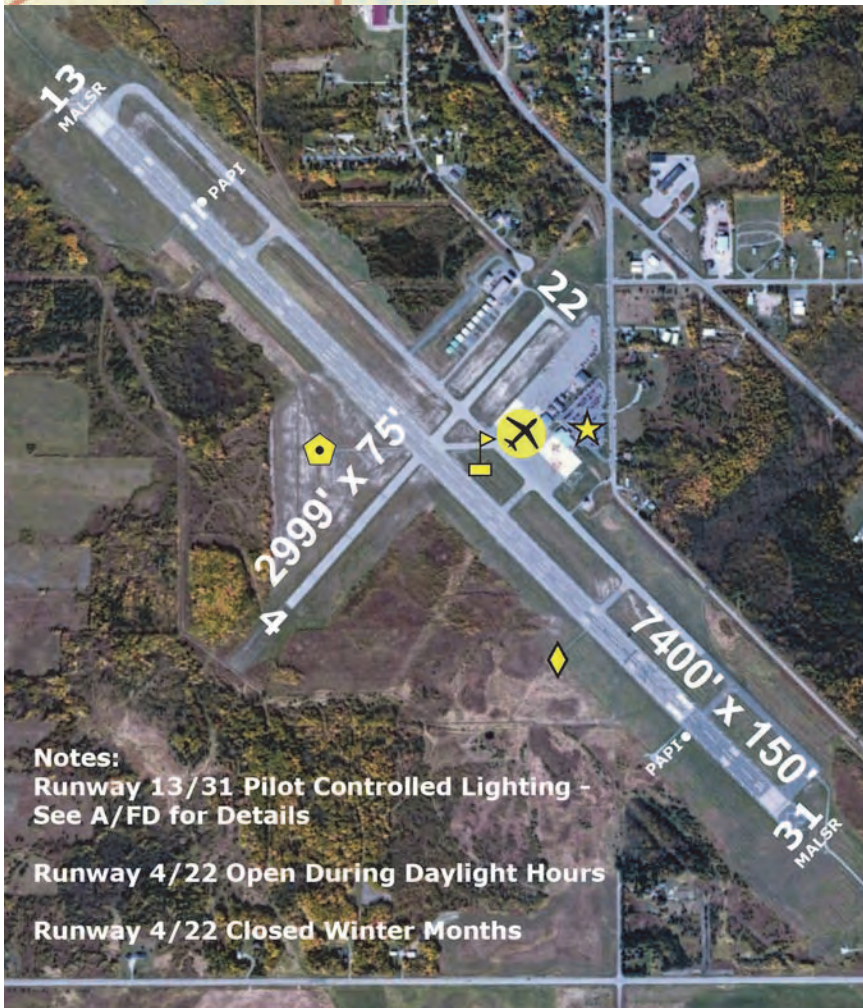 13
MALSR
PAPI
22
2999' x 75'
4
7400' x 150'
PAPI
31
MALSR
Notes:
Runway 13/31 Pilot Controlled Lighting -
See A/FD for Details
Runway 4/22 Open During Daylight Hours
Runway 4/22 Closed Winter Months